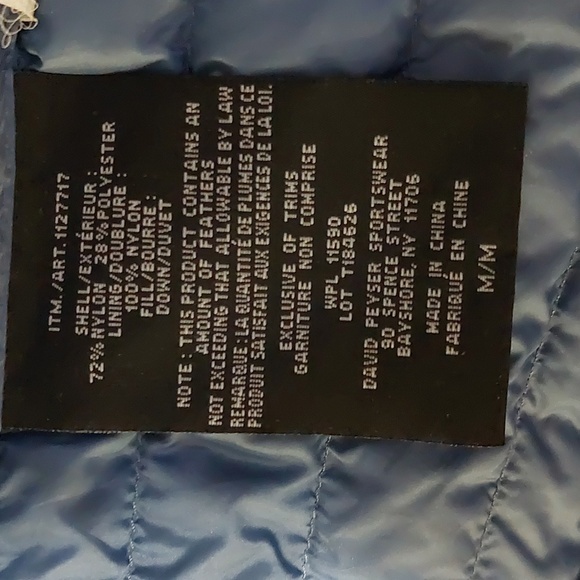 ITM./ART. 1127717
SHELL/EXTÉRIEUR :
72% NYLON 28% POLYESTER
LINING/DOUBLURE :
100% NYLON
FILL/BOURRE :
DOWN/DUVET
NOTE : THIS PRODUCT CONTAINS AN
AMOUNT OF FEATHERS
NOT EXCEEDING THAT ALLOWABLE BY LAW
REMARQUE : LA QUANTITÉ DE PLUMES DANS CE
PRODUIT SATISFAIT AUX EXIGENCES DE LA LOI.
EXCLUSIVE OF TRIMS
GARNITURE NON COMPRISE
WPL 11590
LOT T184626
DAVID PEYSER SPORTSWEAR
90 SPENCE STREET
BAYSHORE, NY 11706
MADE IN CHINA
FABRIQUE EN CHINE
M/M